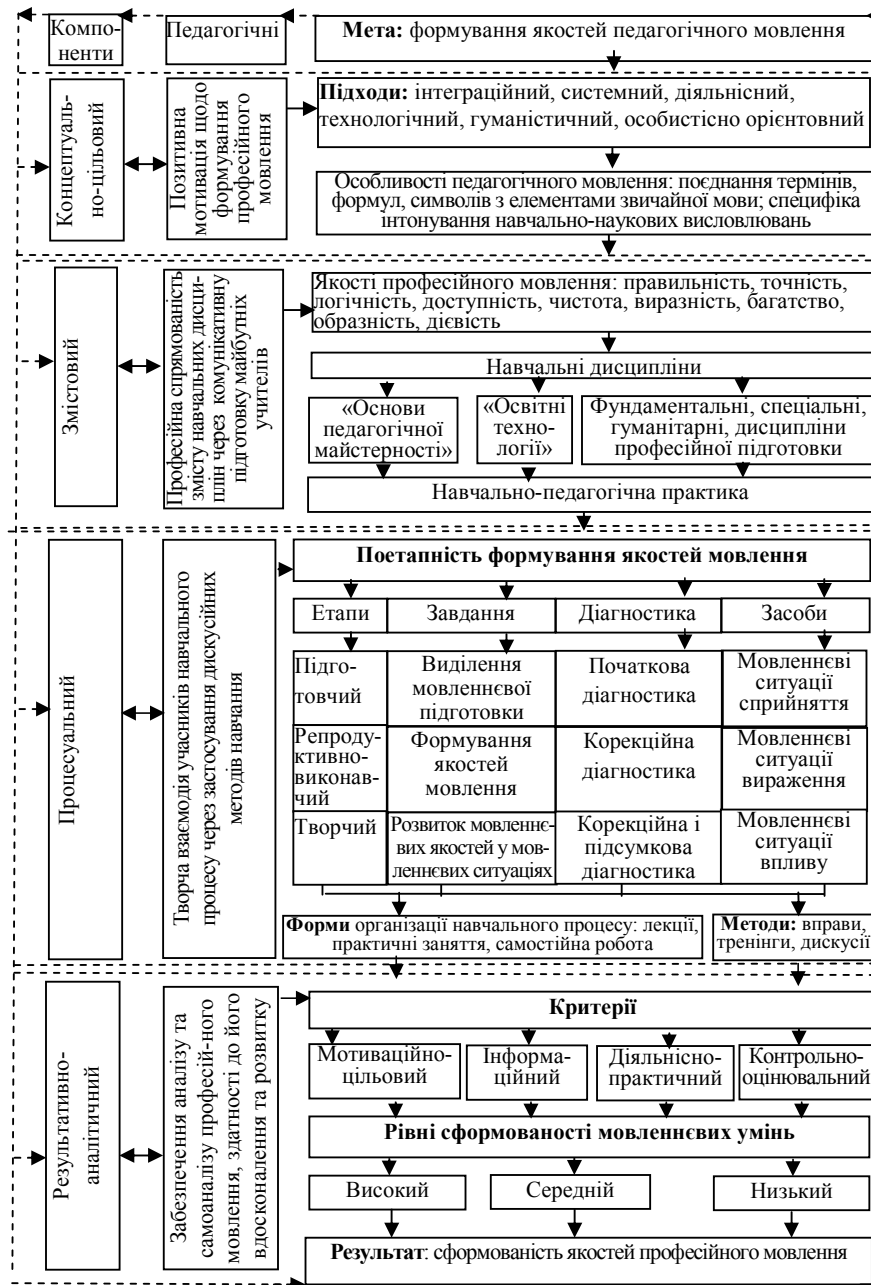 Компо-
ненти
Педагогічні
Мета: формування якостей педагогічного мовлення
Концептуаль-
но-цільовий
Позитивна
мотивація щодо
формування
професійного
мовлення
Підходи: інтеграційний, системний, діяльнісний,
технологічний, гуманістичний, особистісно орієнтовний
Особливості педагогічного мовлення: поєднання термінів,
формул, символів з елементами звичайної мови; специфіка
інтонування навчально-наукових висловлювань
Змістовий
Професійна спрямованість
змісту навчальних дисци-
плін через комунікативну
підготовку майбутніх
учителів
Якості професійного мовлення: правильність, точність,
логічність, доступність, чистота, виразність, багатство,
образність, дієвість
Навчальні дисципліни
«Основи
педагогічної
майстерності»
«Освітні
техно-
логії»
Фундаментальні, спеціальні,
гуманітарні, дисципліни
професійної підготовки
Навчально-педагогічна практика
Процесуальний
Творча взаємодія учасників навчального
процесу через застосування дискусійних
методів навчання
Поетапність формування якостей мовлення
Етапи
Завдання
Діагностика
Засоби
Підго-
товчий
Виділення
мовленнєвої
підготовки
Початкова
діагностика
Мовленнєві
ситуації
сприйняття
Репродукт
ивно-
виконав-
чий
Формування
якостей
мовлення
Корекційна
діагностика
Мовленнєві
ситуації
вираження
Творчий
Розвиток мовленнє-
вих якостей у мов-
леннєвих ситуаціях
Корекційна і
підсумкова
діагностика
Мовленнєві
ситуації
впливу
Форми організації навчального процесу: лекції,
практичні заняття, самостійна робота
Методи: вправи,
тренінги, дискусії
Результативно-
аналітичний
Забезпечення аналізу та
самоаналізу професій-ного
мовлення, здатності до його
вдосконалення та розвитку
Критерії
Мотиваційно-
цільовий
Інформа-
ційний
Діяльнісно-
практичний
Контрольно-
оцінювальний
Рівні сформованості мовленнєвих умінь
Високий
Середній
Низький
Результат: сформованість якостей професійного мовлення